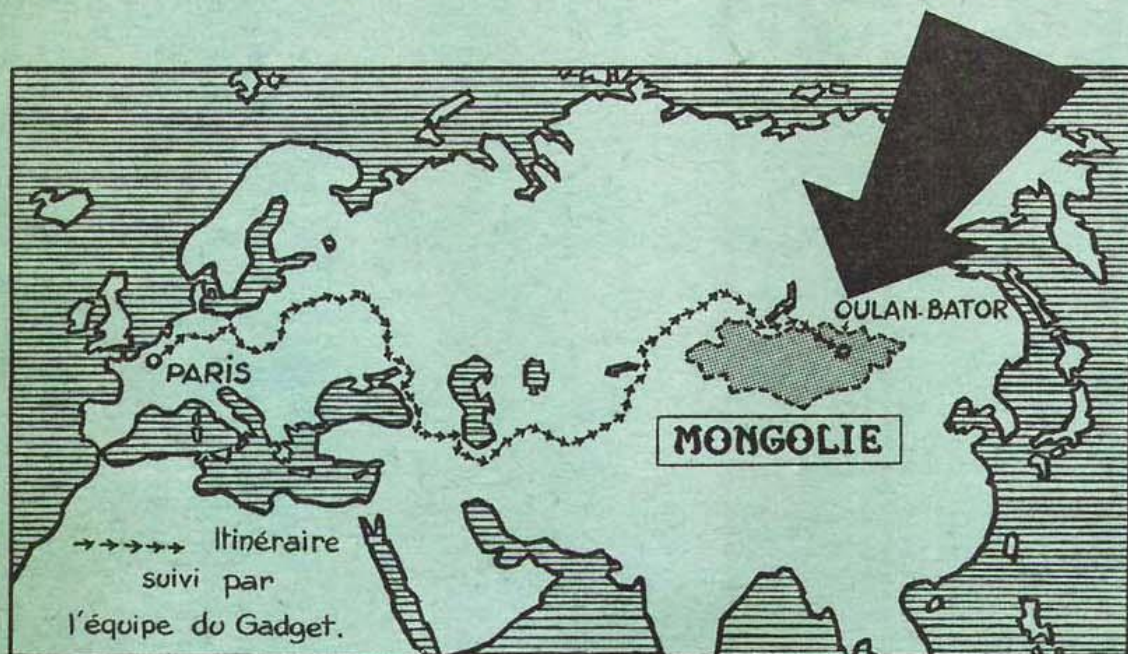 OULAN-BATOR
PARIS
MONGOLIE
Itinéraire
suivi par
l'équipe du Gadget.